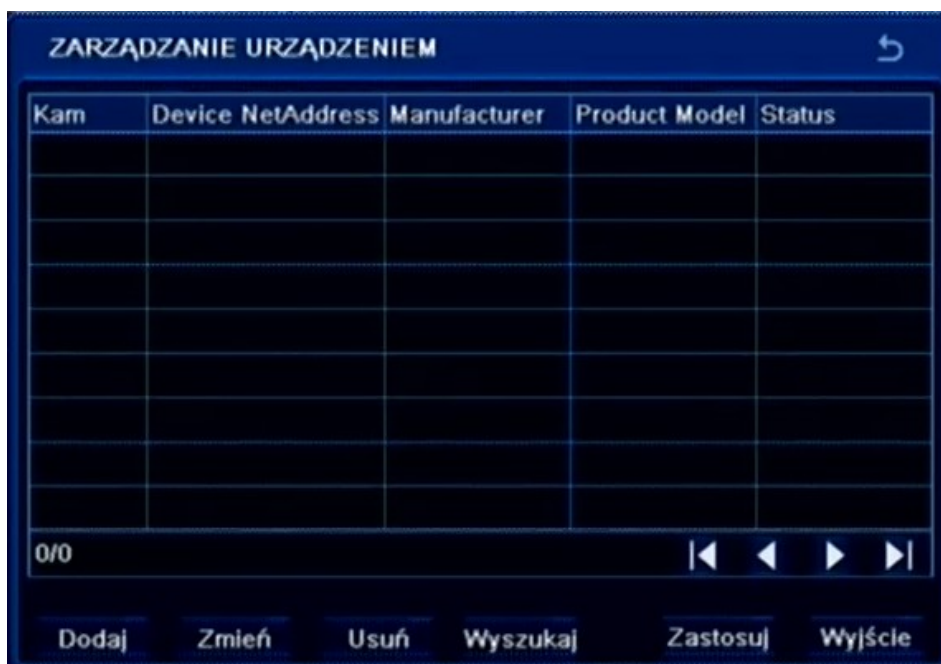 ZARZĄDZANIE URZĄDZENIEM
Kam Device NetAddress Manufacturer Product Model Status
0/0
Dodaj Zmień Usuń Wyszukaj Zastosuj Wyjście